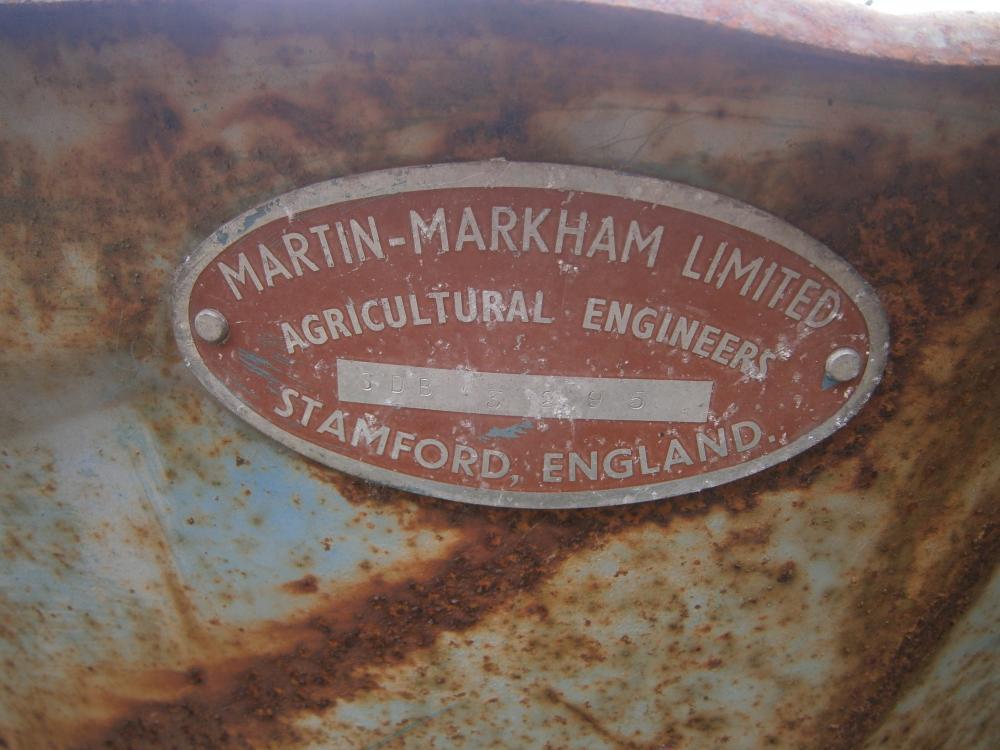 MARTIN-MARKHAM LIMITED
AGRICULTURAL ENGINEERS
STAMFORD, ENGLAND.